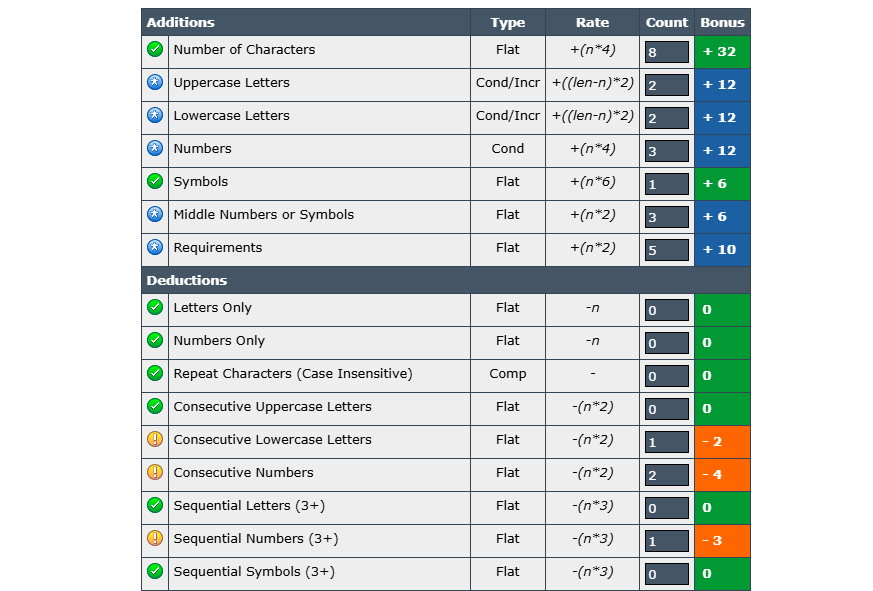 Additions Type Rate Count Bonus
Number of Characters Flat +(n*4) 8 + 32
Uppercase Letters Cond/Incr +((len-n)*2) 2 + 12
Lowercase Letters Cond/Incr +((len-n)*2) 2 + 12
Numbers Cond +(n*4) 3 + 12
Symbols Flat +(n*6) 1 + 6
Middle Numbers or Symbols Flat +(n*2) 3 + 6
Requirements Flat +(n*2) 5 + 10
Deductions
Letters Only Flat -n 0 0
Numbers Only Flat -n 0 0
Repeat Characters (Case Insensitive) Comp - 0 0
Consecutive Uppercase Letters Flat -(n*2) 0 0
Consecutive Lowercase Letters Flat -(n*2) 1 - 2
Consecutive Numbers Flat -(n*2) 2 - 4
Sequential Letters (3+) Flat -(n*3) 0 0
Sequential Numbers (3+) Flat -(n*3) 1 - 3
Sequential Symbols (3+) Flat -(n*3) 0 0